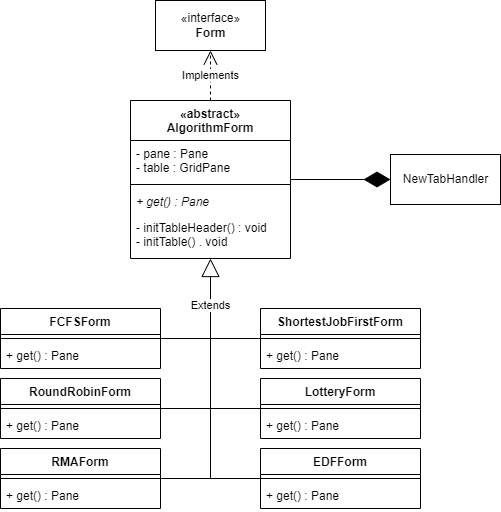 «interface»
Form
Implements
«abstract»
AlgorithmForm
- pane : Pane
- table : GridPane
+ get() : Pane
- initTableHeader() : void
- initTable() . void
NewTabHandler
Extends
FCFSForm
+ get() : Pane
ShortestJobFirstForm
+ get() : Pane
RoundRobinForm
+ get() : Pane
LotteryForm
+ get() : Pane
RMAForm
+ get() : Pane
EDFForm
+ get() : Pane